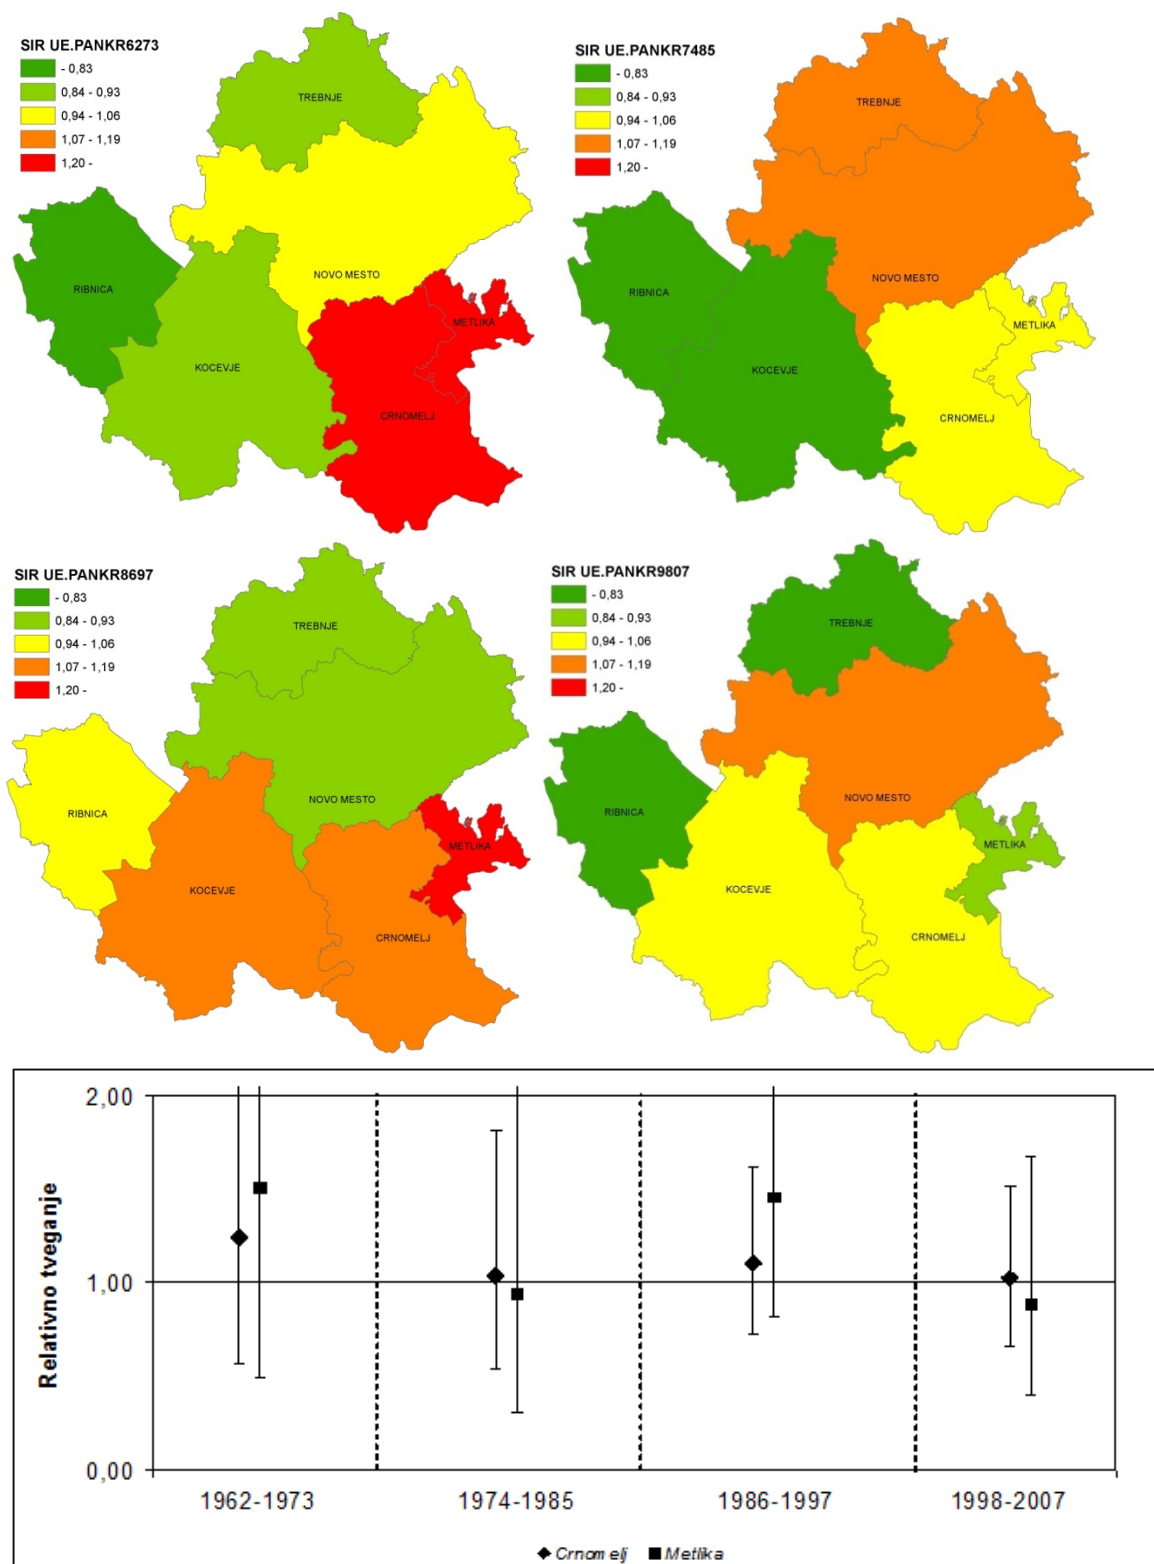 SIR UE.PANKR6273
- 0,83
0,84 - 0,93
0,94 - 1,06
1,07 - 1,19
1,20 -
TREBNJE
RIBNICA
NOVO MESTO
METLIKA
KOCEVJE
CRNOMELJ
SIR UE.PANKR7485
- 0,83
0,84 - 0,93
0,94 - 1,06
1,07 - 1,19
1,20 -
TREBNJE
RIBNICA
NOVO MESTO
METLIKA
KOCEVJE
CRNOMELJ
SIR UE.PANKR8697
- 0,83
0,84 - 0,93
0,94 - 1,06
1,07 - 1,19
1,20 -
TREBNJE
RIBNICA
NOVO MESTO
METLIKA
KOCEVJE
CRNOMELJ
SIR UE.PANKR9807
- 0,83
0,84 - 0,93
0,94 - 1,06
1,07 - 1,19
1,20 -
TREBNJE
RIBNICA
NOVO MESTO
METLIKA
KOCEVJE
CRNOMELJ
Relativno tveganje
2,00
1,00
0,00
1962-1973
1974-1985
1986-1997
1998-2007
Crnomelj
Metlika